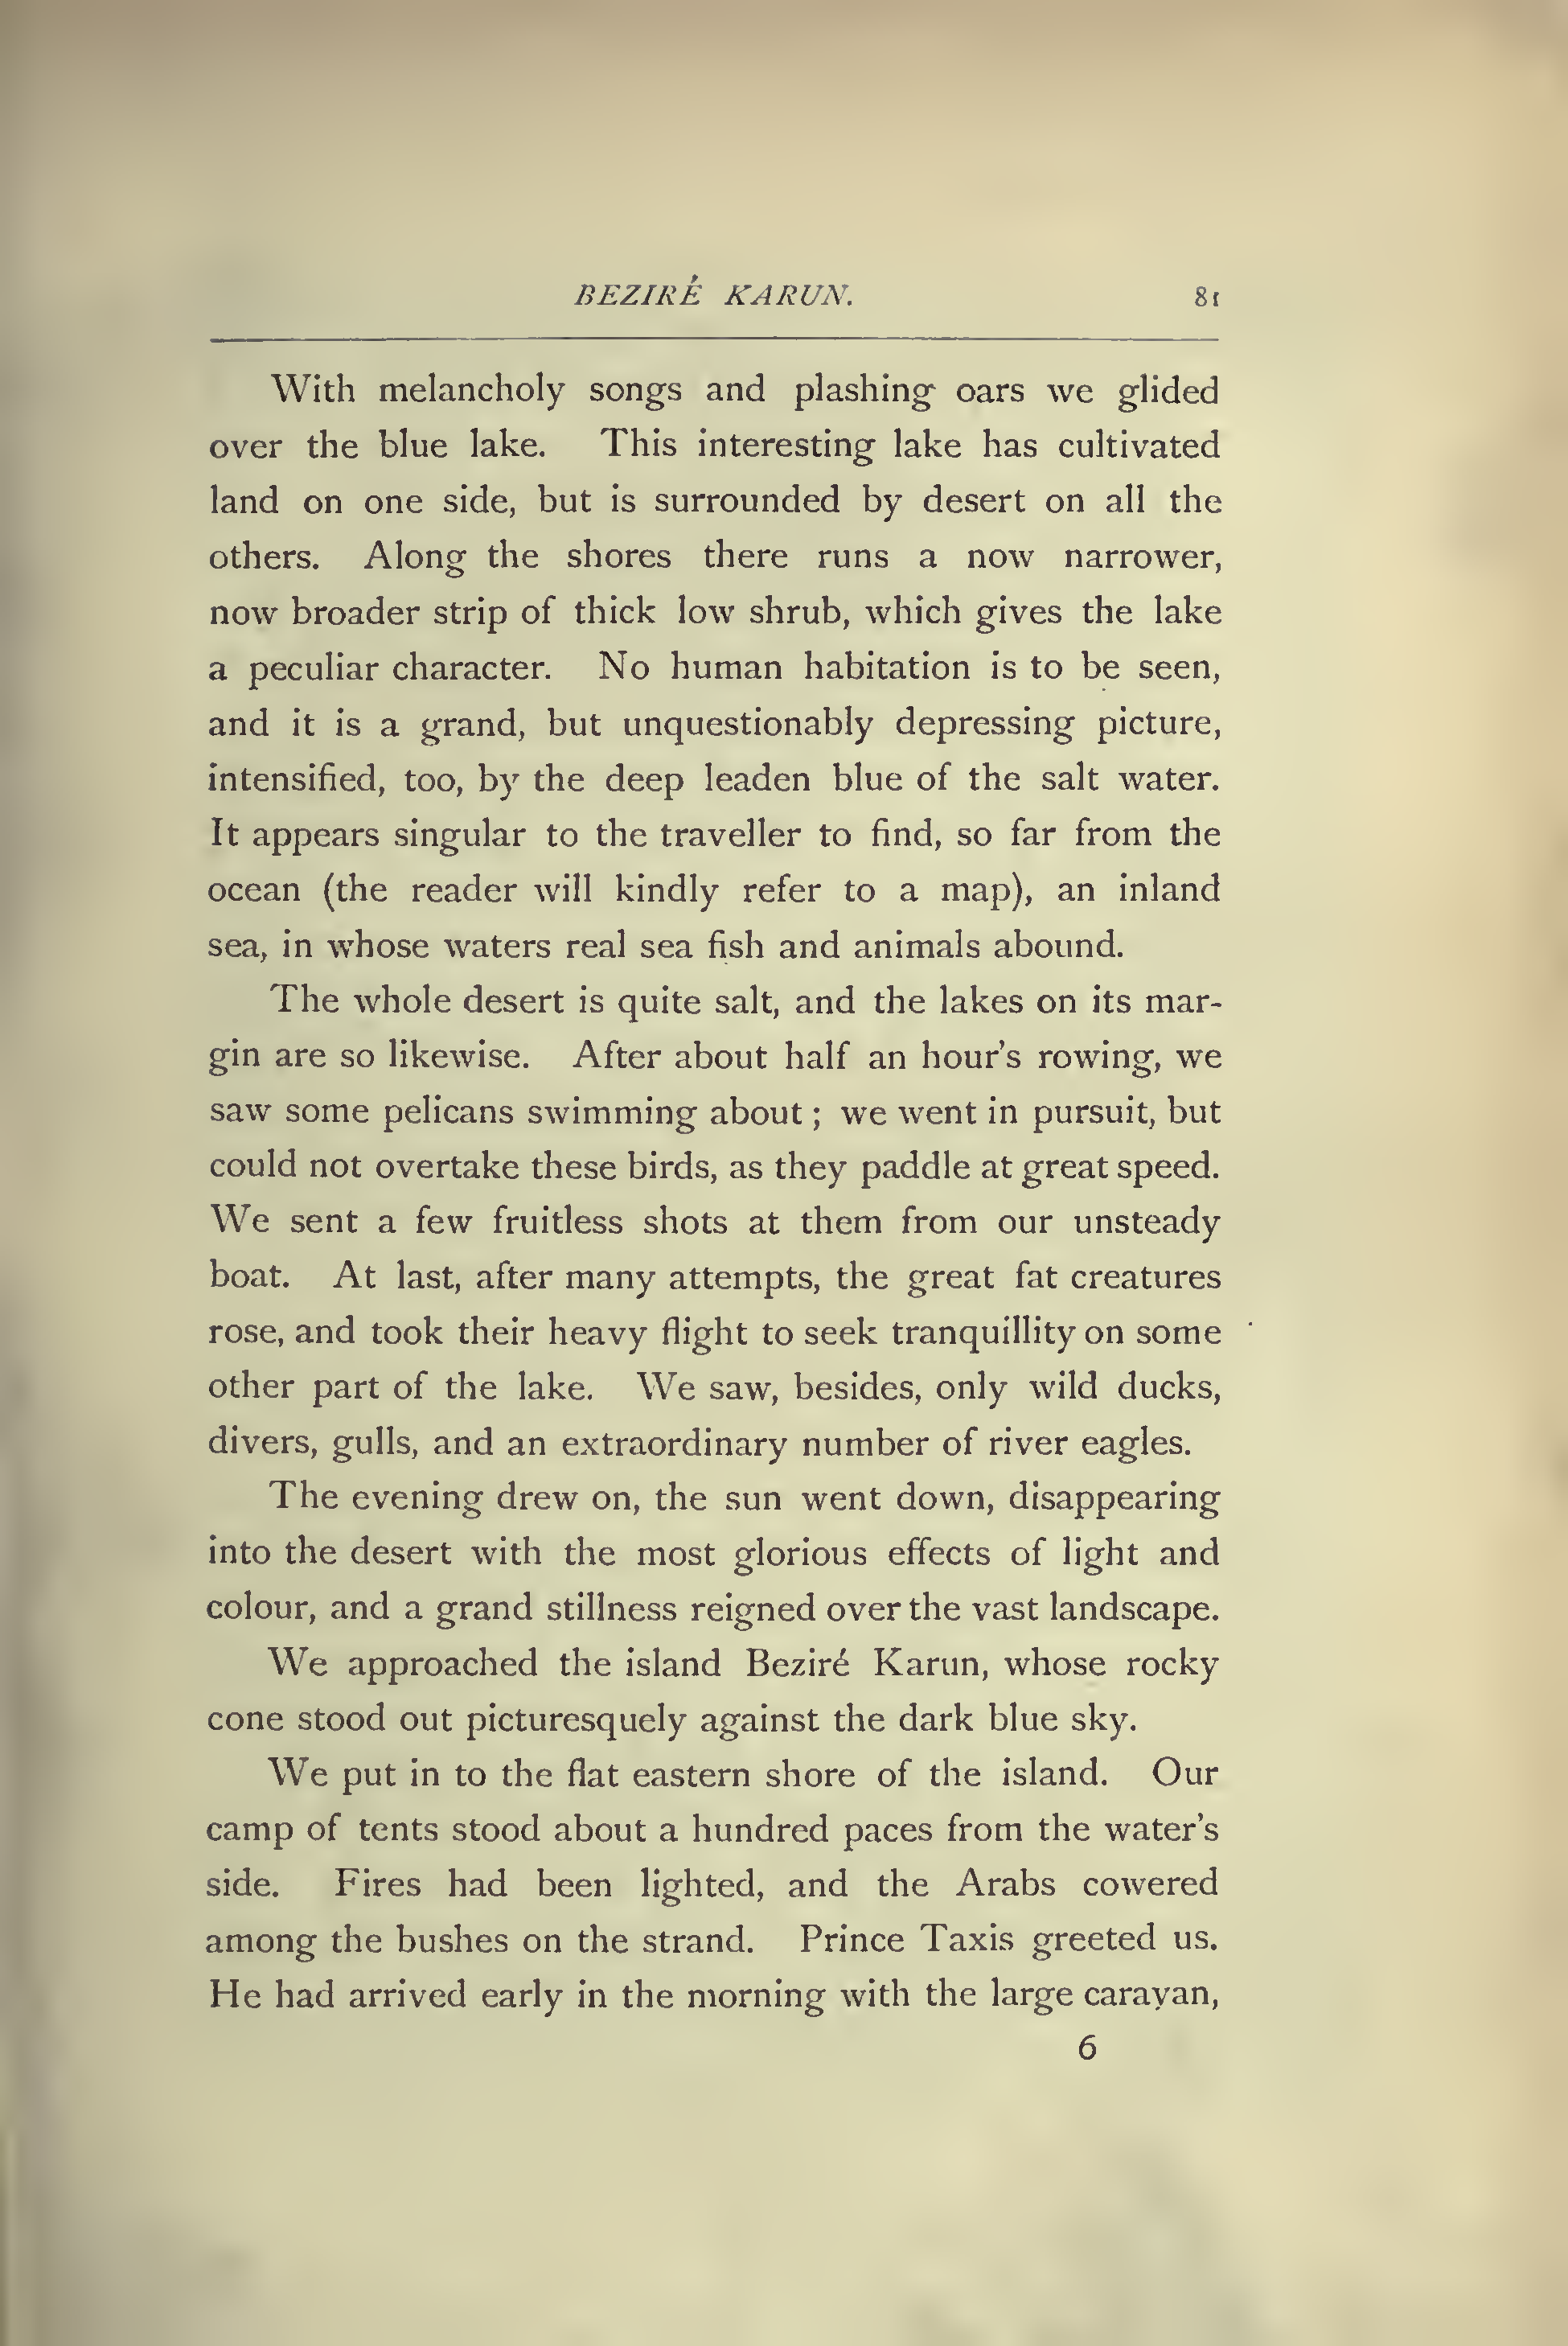 BEZIRÉ KARUN. 81
With melancholy songs and plashing oars we glided
over the blue lake. This interesting lake has cultivated
land on one side, but is surrounded by desert on all the
others. Along the shores there runs a now narrower,
now broader strip of thick low shrub, which gives the lake
a peculiar character. No human habitation is to be seen,
and it is a grand, but unquestionably depressing picture,
intensified, too, by the deep leaden blue of the salt water.
It appears singular to the traveller to find, so far from the
ocean (the reader will kindly refer to a map), an inland
sea, in whose waters real sea fish and animals abound.
The whole desert is quite salt, and the lakes on its mar-
gin are so likewise. After about half an hour's rowing, we
saw some pelicans swimming about ; we went in pursuit, but
could not overtake these birds, as they paddle at great speed.
We sent a few fruitless shots at them from our unsteady
boat. At last, after many attempts, the great fat creatures
rose, and took their heavy flight to seek tranquillity on some
other part of the lake. We saw, besides, only wild ducks,
divers, gulls, and an extraordinary number of river eagles.
The evening drew on, the sun went down, disappearing
into the desert with the most glorious effects of light and
colour, and a grand stillness reigned over the vast landscape.
We approached the island Beziré Karun, whose rocky
cone stood out picturesquely against the dark blue sky.
We put in to the flat eastern shore of the island. Our
camp of tents stood about a hundred paces from the water's
side. Fires had been lighted, and the Arabs cowered
among the bushes on the strand. Prince Taxis greeted us.
He had arrived early in the morning with the large caravan,
6